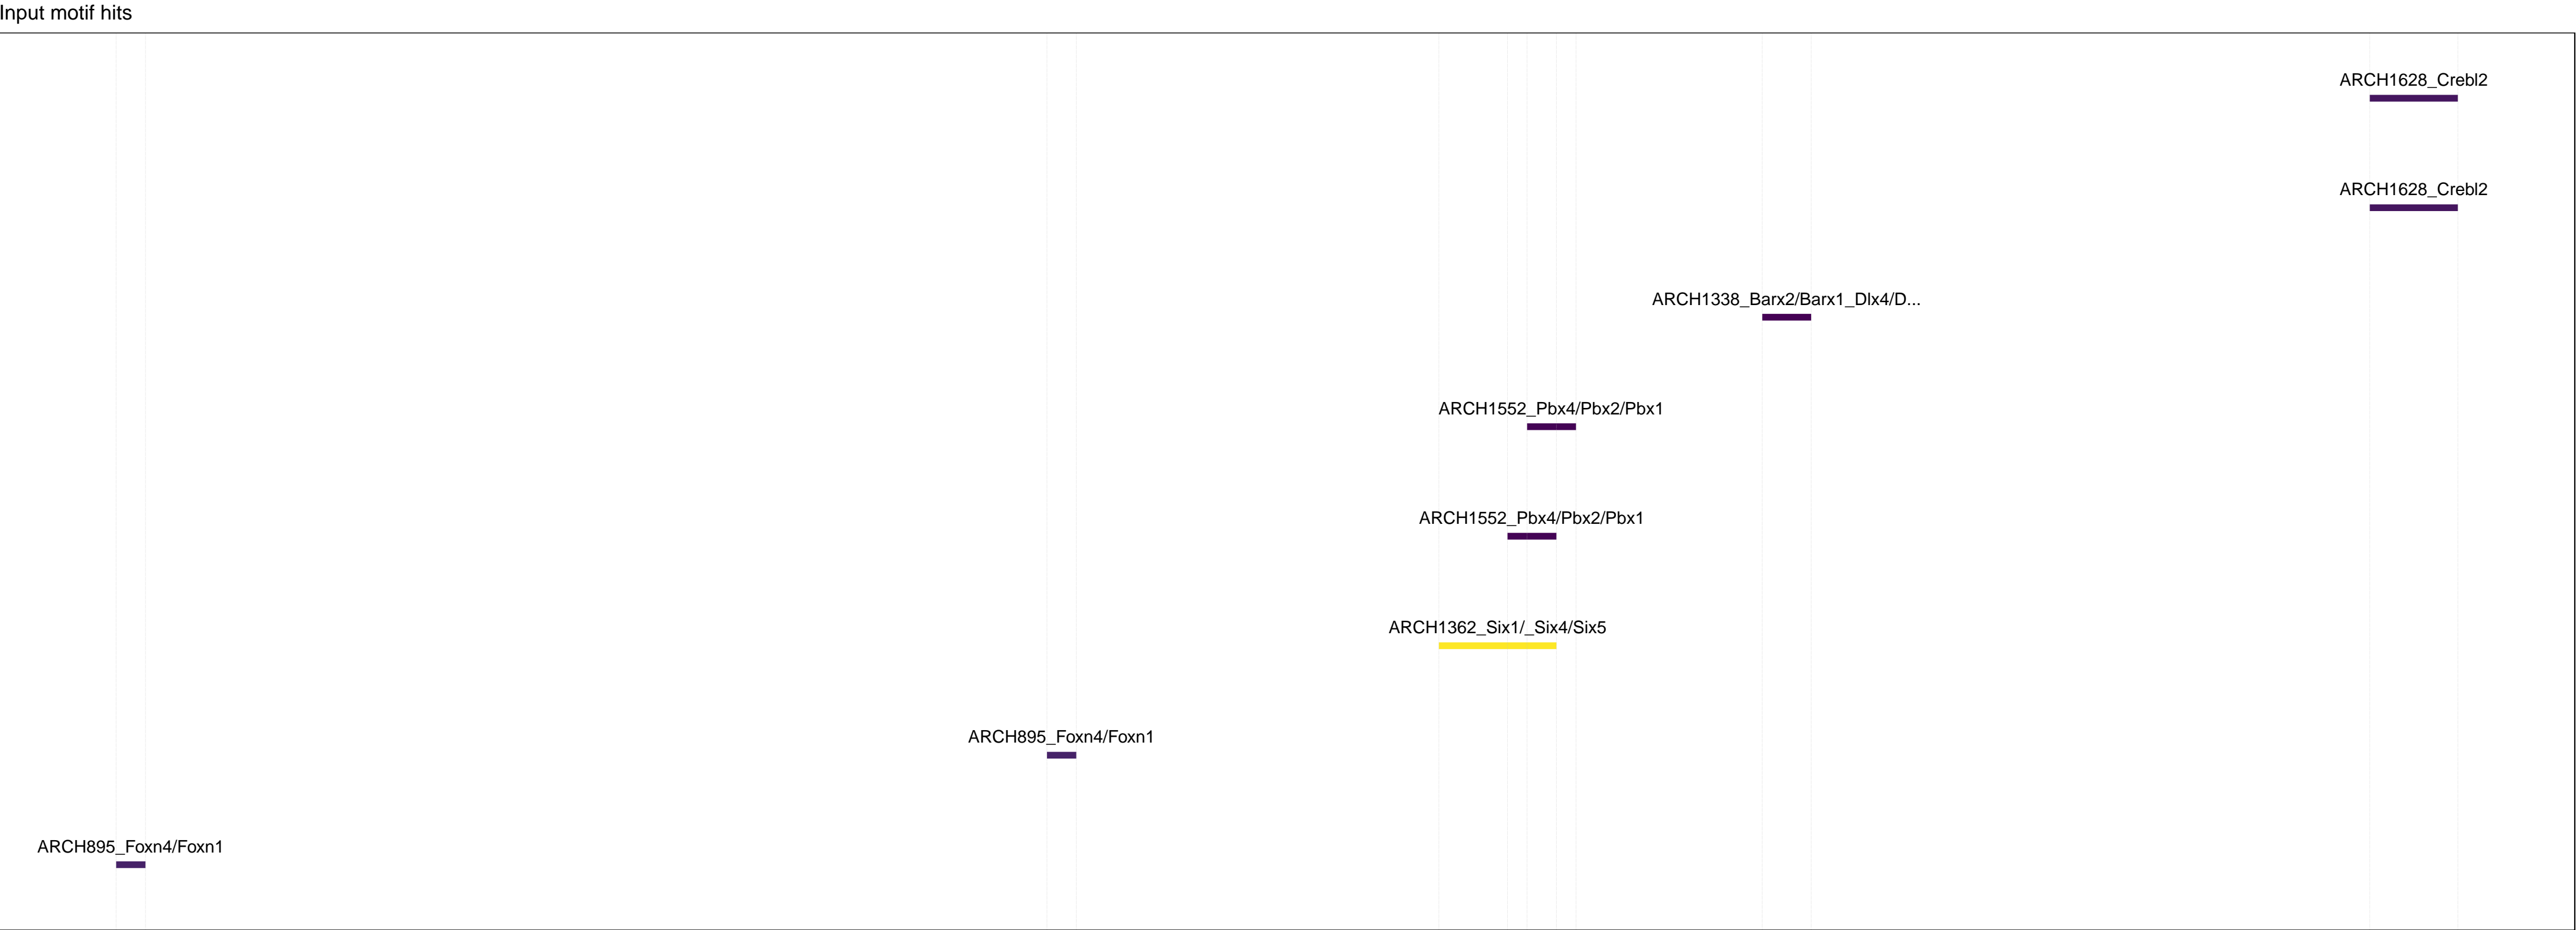 Input motif hits
ARCH1628_Crebl2
ARCH1628_Crebl2
ARCH1338_Barx2/Barx1_Dlx4/D...
ARCH1552_Pbx4/Pbx2/Pbx1
ARCH1552_Pbx4/Pbx2/Pbx1
ARCH1362_Six1/_Six4/Six5
ARCH895_Foxn4/Foxn1
ARCH895_Foxn4/Foxn1